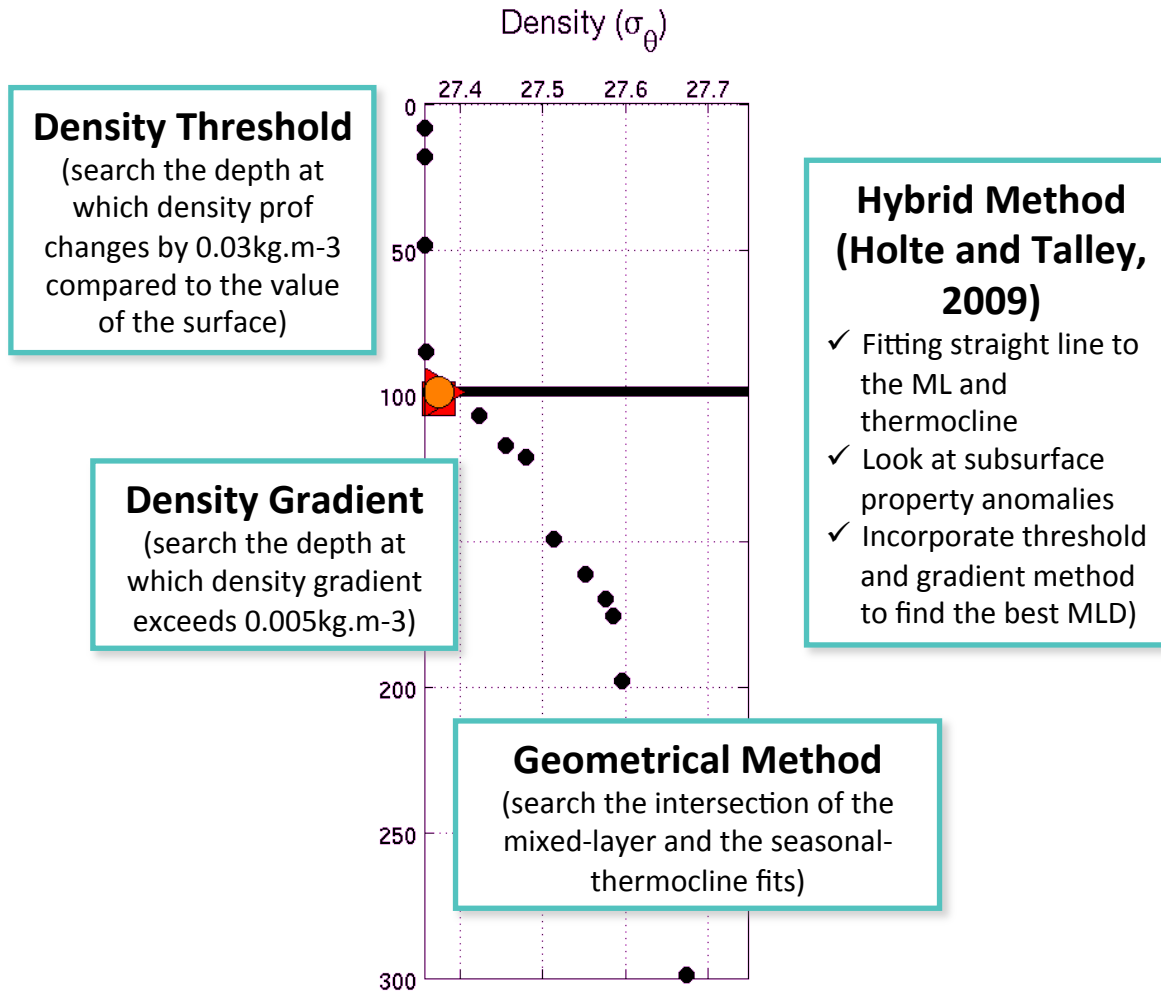 Density (σθ)
27.4 27.5 27.6 27.7
0
50
100
200
250
300
Density Threshold
(search the depth at
which density prof
changes by 0.03kg.m-3
compared to the value
of the surface)
Density Gradient
(search the depth at
which density gradient
exceeds 0.005kg.m-3)
Hybrid Method
(Holte and Talley,
2009)
✓ Fitting straight line to
the ML and
thermocline
✓ Look at subsurface
property anomalies
✓ Incorporate threshold
and gradient method
to find the best MLD)
Geometrical Method
(search the intersection of the
mixed-layer and the seasonal-
thermocline fits)